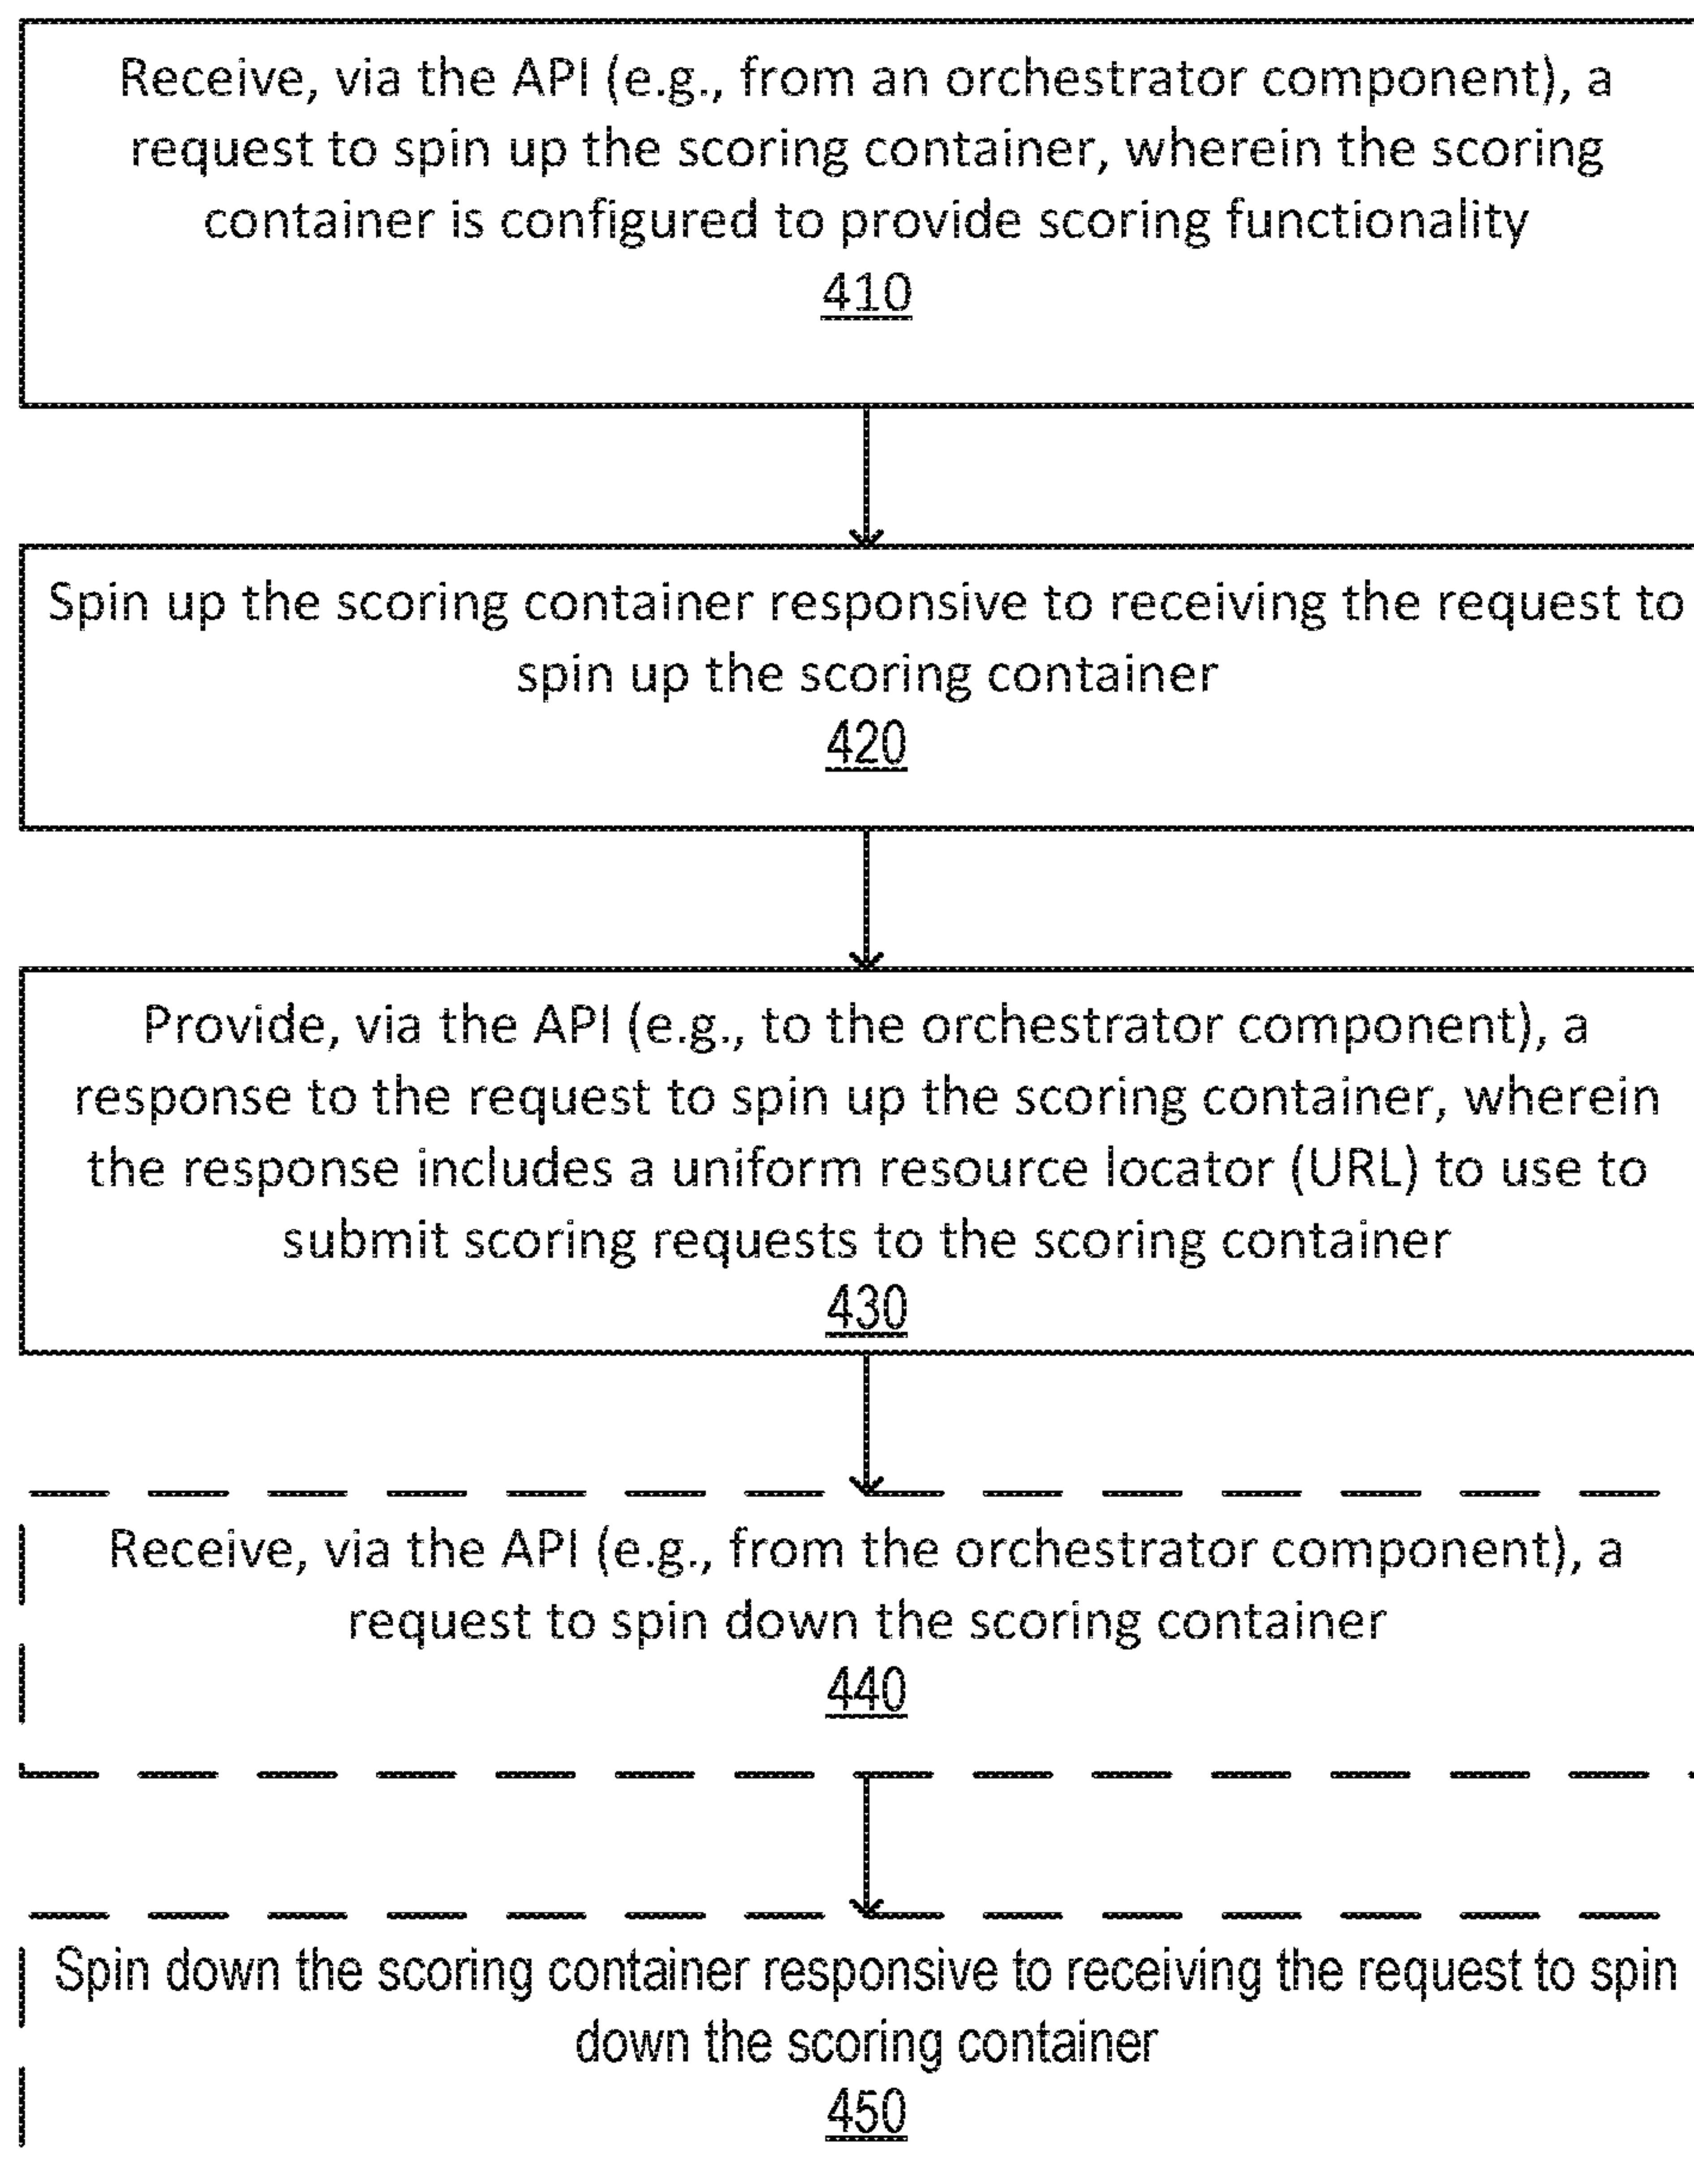 Receive, via the API (e.g., from an orchestrator component), a
request to spin up the scoring container, wherein the scoring
container is configured to provide scoring functionality
410
Spin up the scoring container responsive to receiving the request to
spin up the scoring container
420
Provide, via the API (e.g., to the orchestrator component), a
response to the request to spin up the scoring container, wherein
the response includes a uniform resource locator (URL) to use to
submit scoring requests to the scoring container
430
Receive, via the API (e.g., from the orchestrator component), a
request to spin down the scoring container
440
Spin down the scoring container responsive to receiving the request to spin
down the scoring container
450